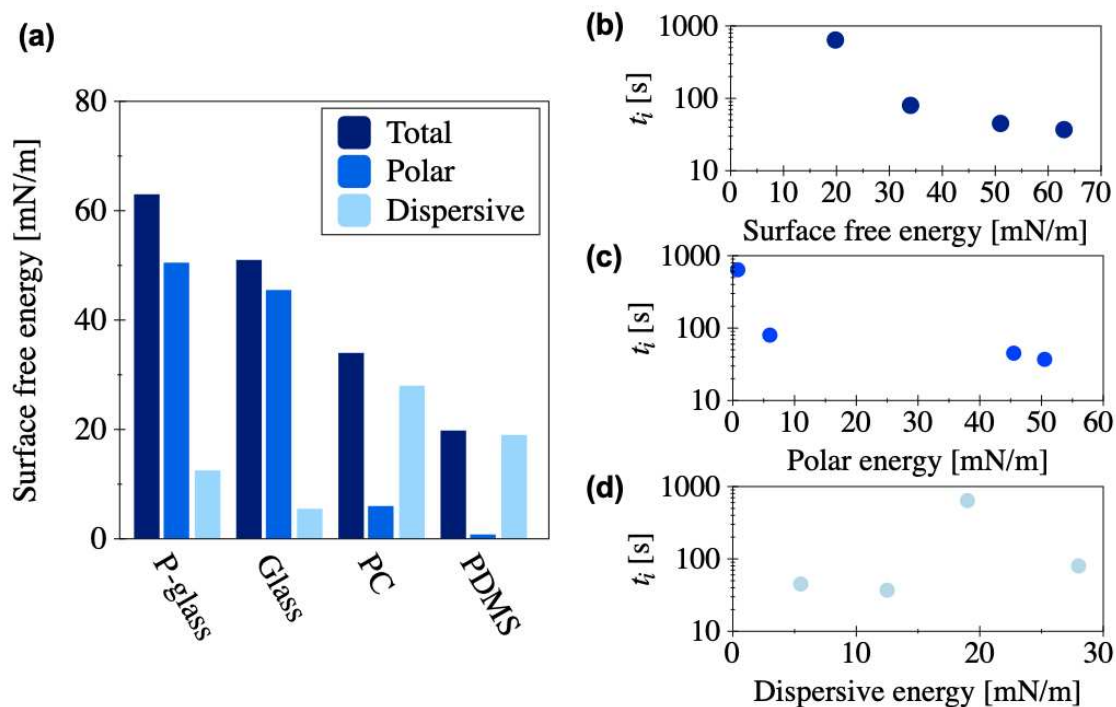 (a)
Surface free energy [mN/m]
80
60
40
20
0
Total
Polar
Dispersive
P-glass
Glass
PC
PDMS
(b)
t_i [s]
1000
100
10
0 10 20 30 40 50 60 70
Surface free energy [mN/m]
(c)
t_i [s]
1000
100
10
0 10 20 30 40 50 60
Polar energy [mN/m]
(d)
t_i [s]
1000
100
10
0 10 20 30
Dispersive energy [mN/m]